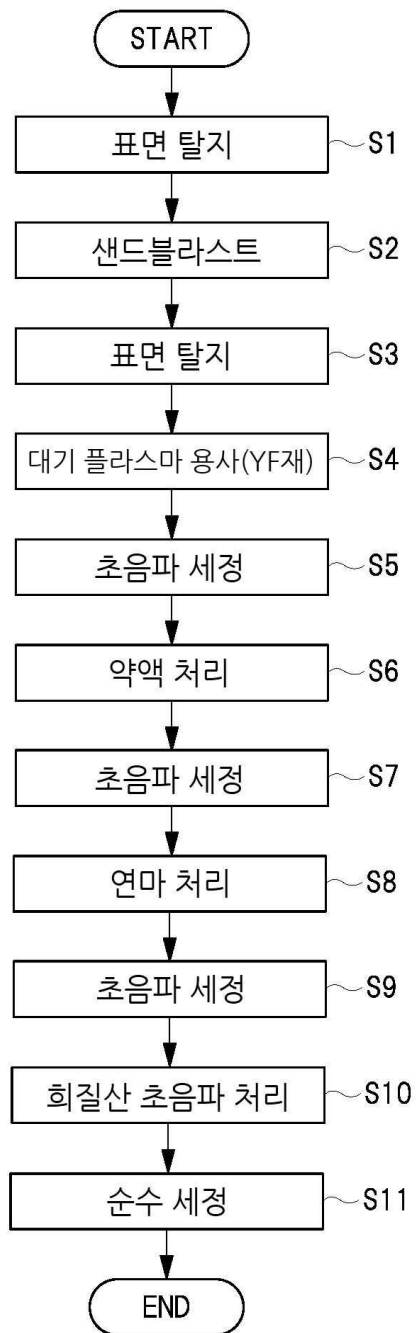 START
표면 탈지 S1
샌드블라스트 S2
표면 탈지 S3
대기 플라스마 용사(YF재) S4
초음파 세정 S5
약액 처리 S6
초음파 세정 S7
연마 처리 S8
초음파 세정 S9
희질산 초음파 처리 S10
순수 세정 S11
END